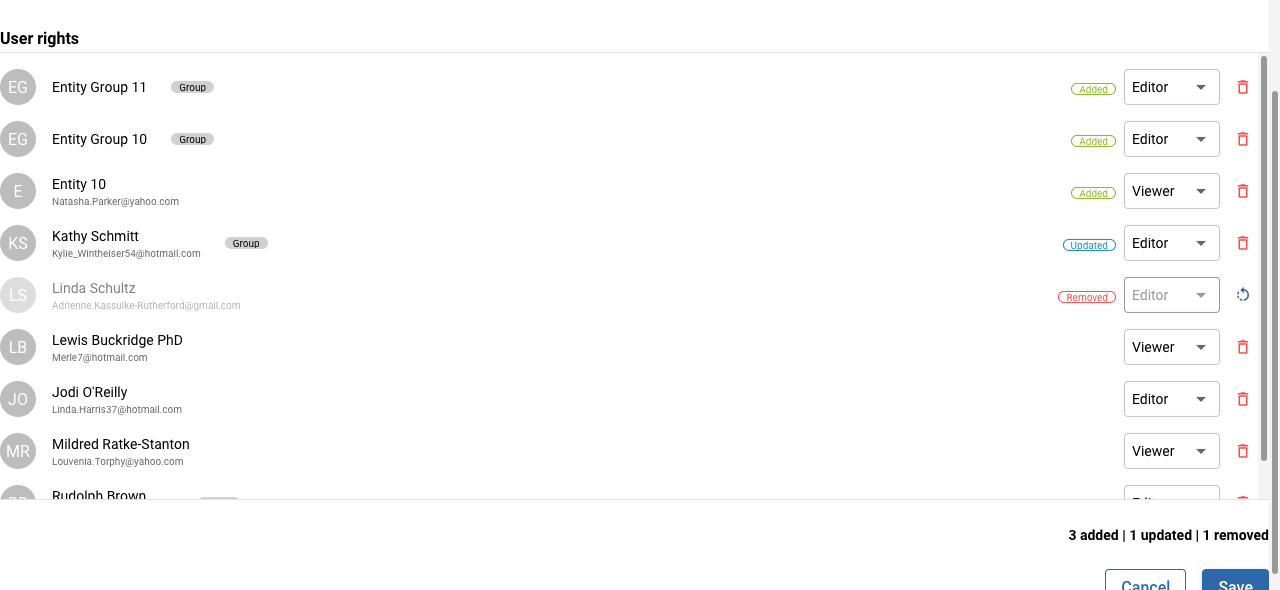 User rights
EG Entity Group 11 Group Added Editor
EG Entity Group 10 Group Added Editor
E Entity 10 Added Viewer
Natasha.Parker@yahoo.com
KS Kathy Schmitt Group Updated Editor
Kylie_Wintheiser54@hotmail.com
LS Linda Schultz Removed Editor
Adrienne.Kassulke-Rutherford@gmail.com
LB Lewis Buckridge PhD Viewer
Merle7@hotmail.com
JO Jodi O'Reilly Editor
Linda.Harris37@hotmail.com
MR Mildred Ratke-Stanton Viewer
Louvenia.Torphy@yahoo.com
Rudolph Brown
3 added | 1 updated | 1 removed
Cancel Save